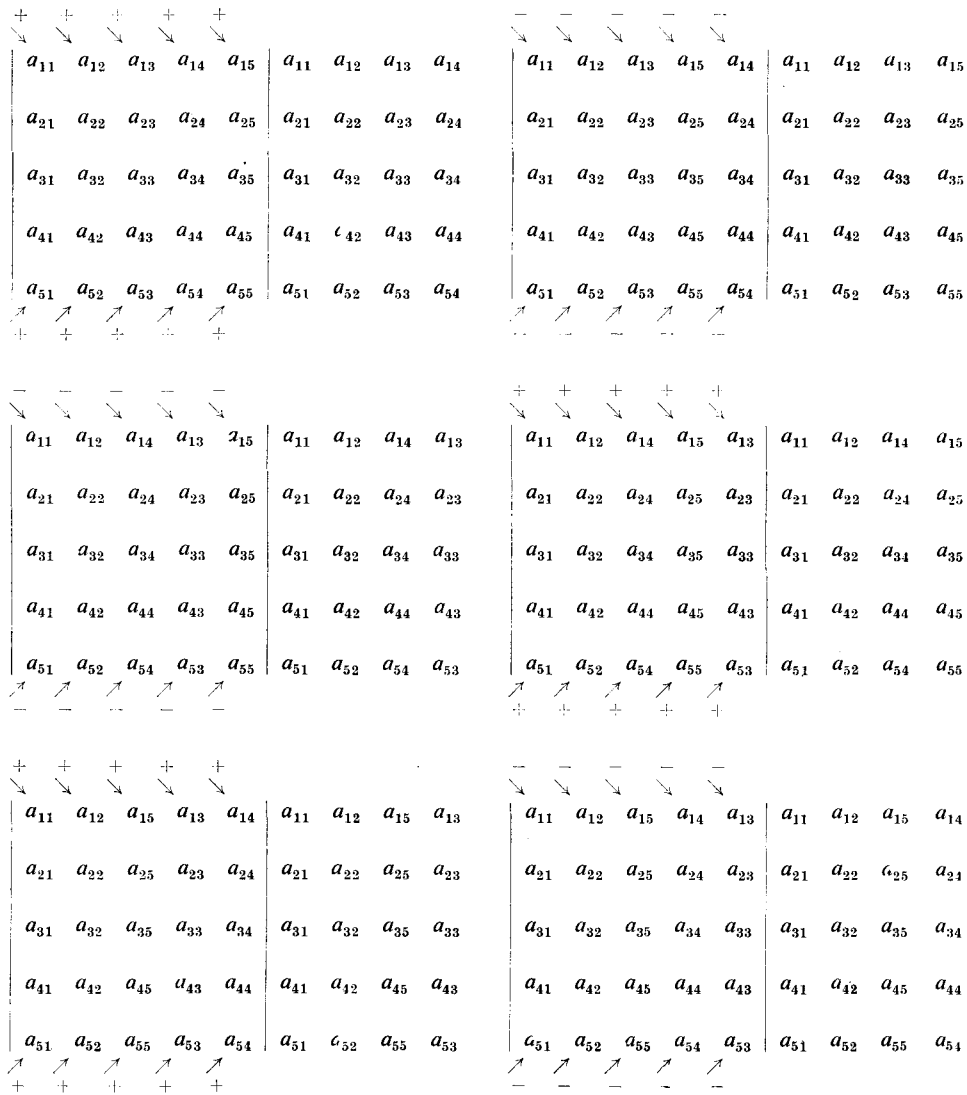 + + + + + − − − − −
a11 a12 a13 a14 a15 a11 a12 a13 a14 a11 a12 a13 a15 a14 a11 a12 a13 a15
a21 a22 a23 a24 a25 a21 a22 a23 a24 a21 a22 a23 a25 a24 a21 a22 a23 a25
a31 a32 a33 a34 a35 a31 a32 a33 a34 a31 a32 a33 a35 a34 a31 a32 a33 a35
a41 a42 a43 a44 a45 a41 a42 a43 a44 a41 a42 a43 a45 a44 a41 a42 a43 a45
a51 a52 a53 a54 a55 a51 a52 a53 a54 a51 a52 a53 a55 a54 a51 a52 a53 a55
+ + + + + − − − − −
− − − − − + + + + +
a11 a12 a14 a13 a15 a11 a12 a14 a13 a11 a12 a14 a15 a13 a11 a12 a14 a15
a21 a22 a24 a23 a25 a21 a22 a24 a23 a21 a22 a24 a25 a23 a21 a22 a24 a25
a31 a32 a34 a33 a35 a31 a32 a34 a33 a31 a32 a34 a35 a33 a31 a32 a34 a35
a41 a42 a44 a43 a45 a41 a42 a44 a43 a41 a42 a44 a45 a43 a41 a42 a44 a45
a51 a52 a54 a53 a55 a51 a52 a54 a53 a51 a52 a54 a55 a53 a51 a52 a54 a55
− − − − − + + + + +
+ + + + + − − − − −
a11 a12 a15 a13 a14 a11 a12 a15 a13 a11 a12 a15 a14 a13 a11 a12 a15 a14
a21 a22 a25 a23 a24 a21 a22 a25 a23 a21 a22 a25 a24 a23 a21 a22 a25 a24
a31 a32 a35 a33 a34 a31 a32 a35 a33 a31 a32 a35 a34 a33 a31 a32 a35 a34
a41 a42 a45 a43 a44 a41 a42 a45 a43 a41 a42 a45 a44 a43 a41 a42 a45 a44
a51 a52 a55 a53 a54 a51 a52 a55 a53 a51 a52 a55 a54 a53 a51 a52 a55 a54
+ + + + + − − − − −